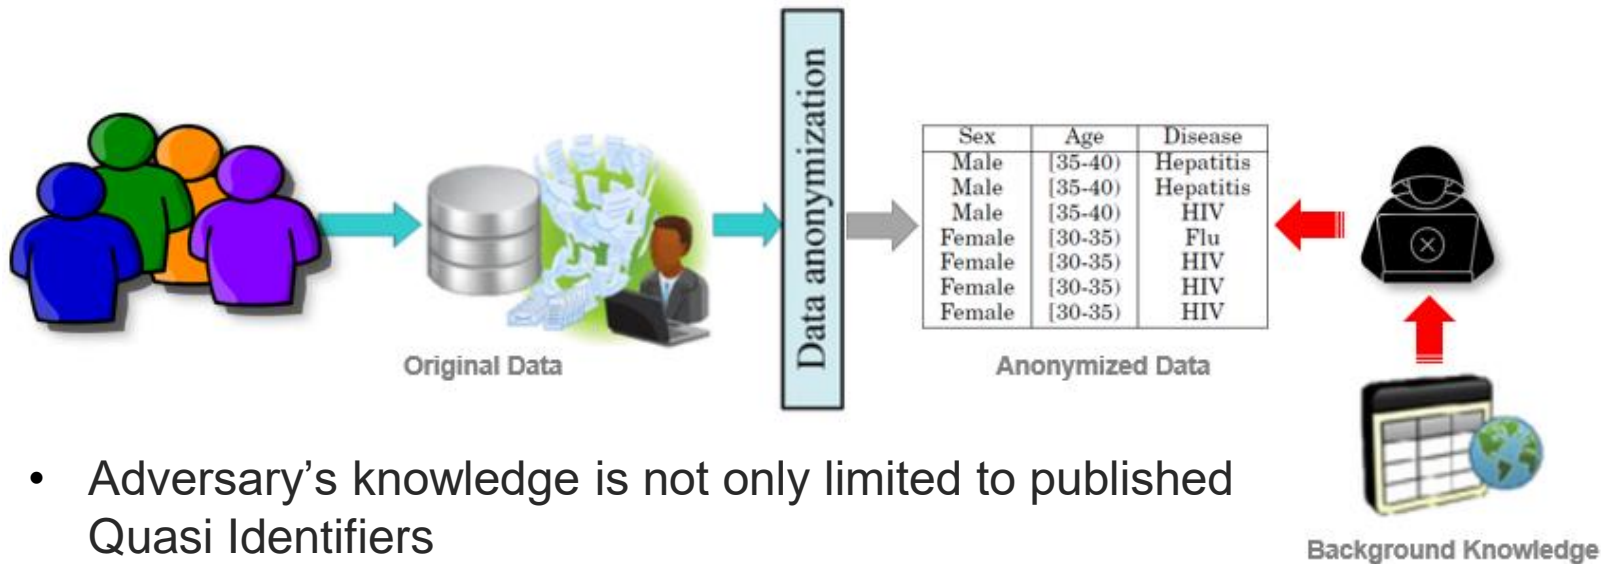 Data anonymization
Sex Age Disease
Male [35-40) Hepatitis
Male [35-40) Hepatitis
Male [35-40) HIV
Female [30-35) Flu
Female [30-35) HIV
Female [30-35) HIV
Female [30-35) HIV
Original Data
Anonymized Data
• Adversary’s knowledge is not only limited to published
Quasi Identifiers
Background Knowledge